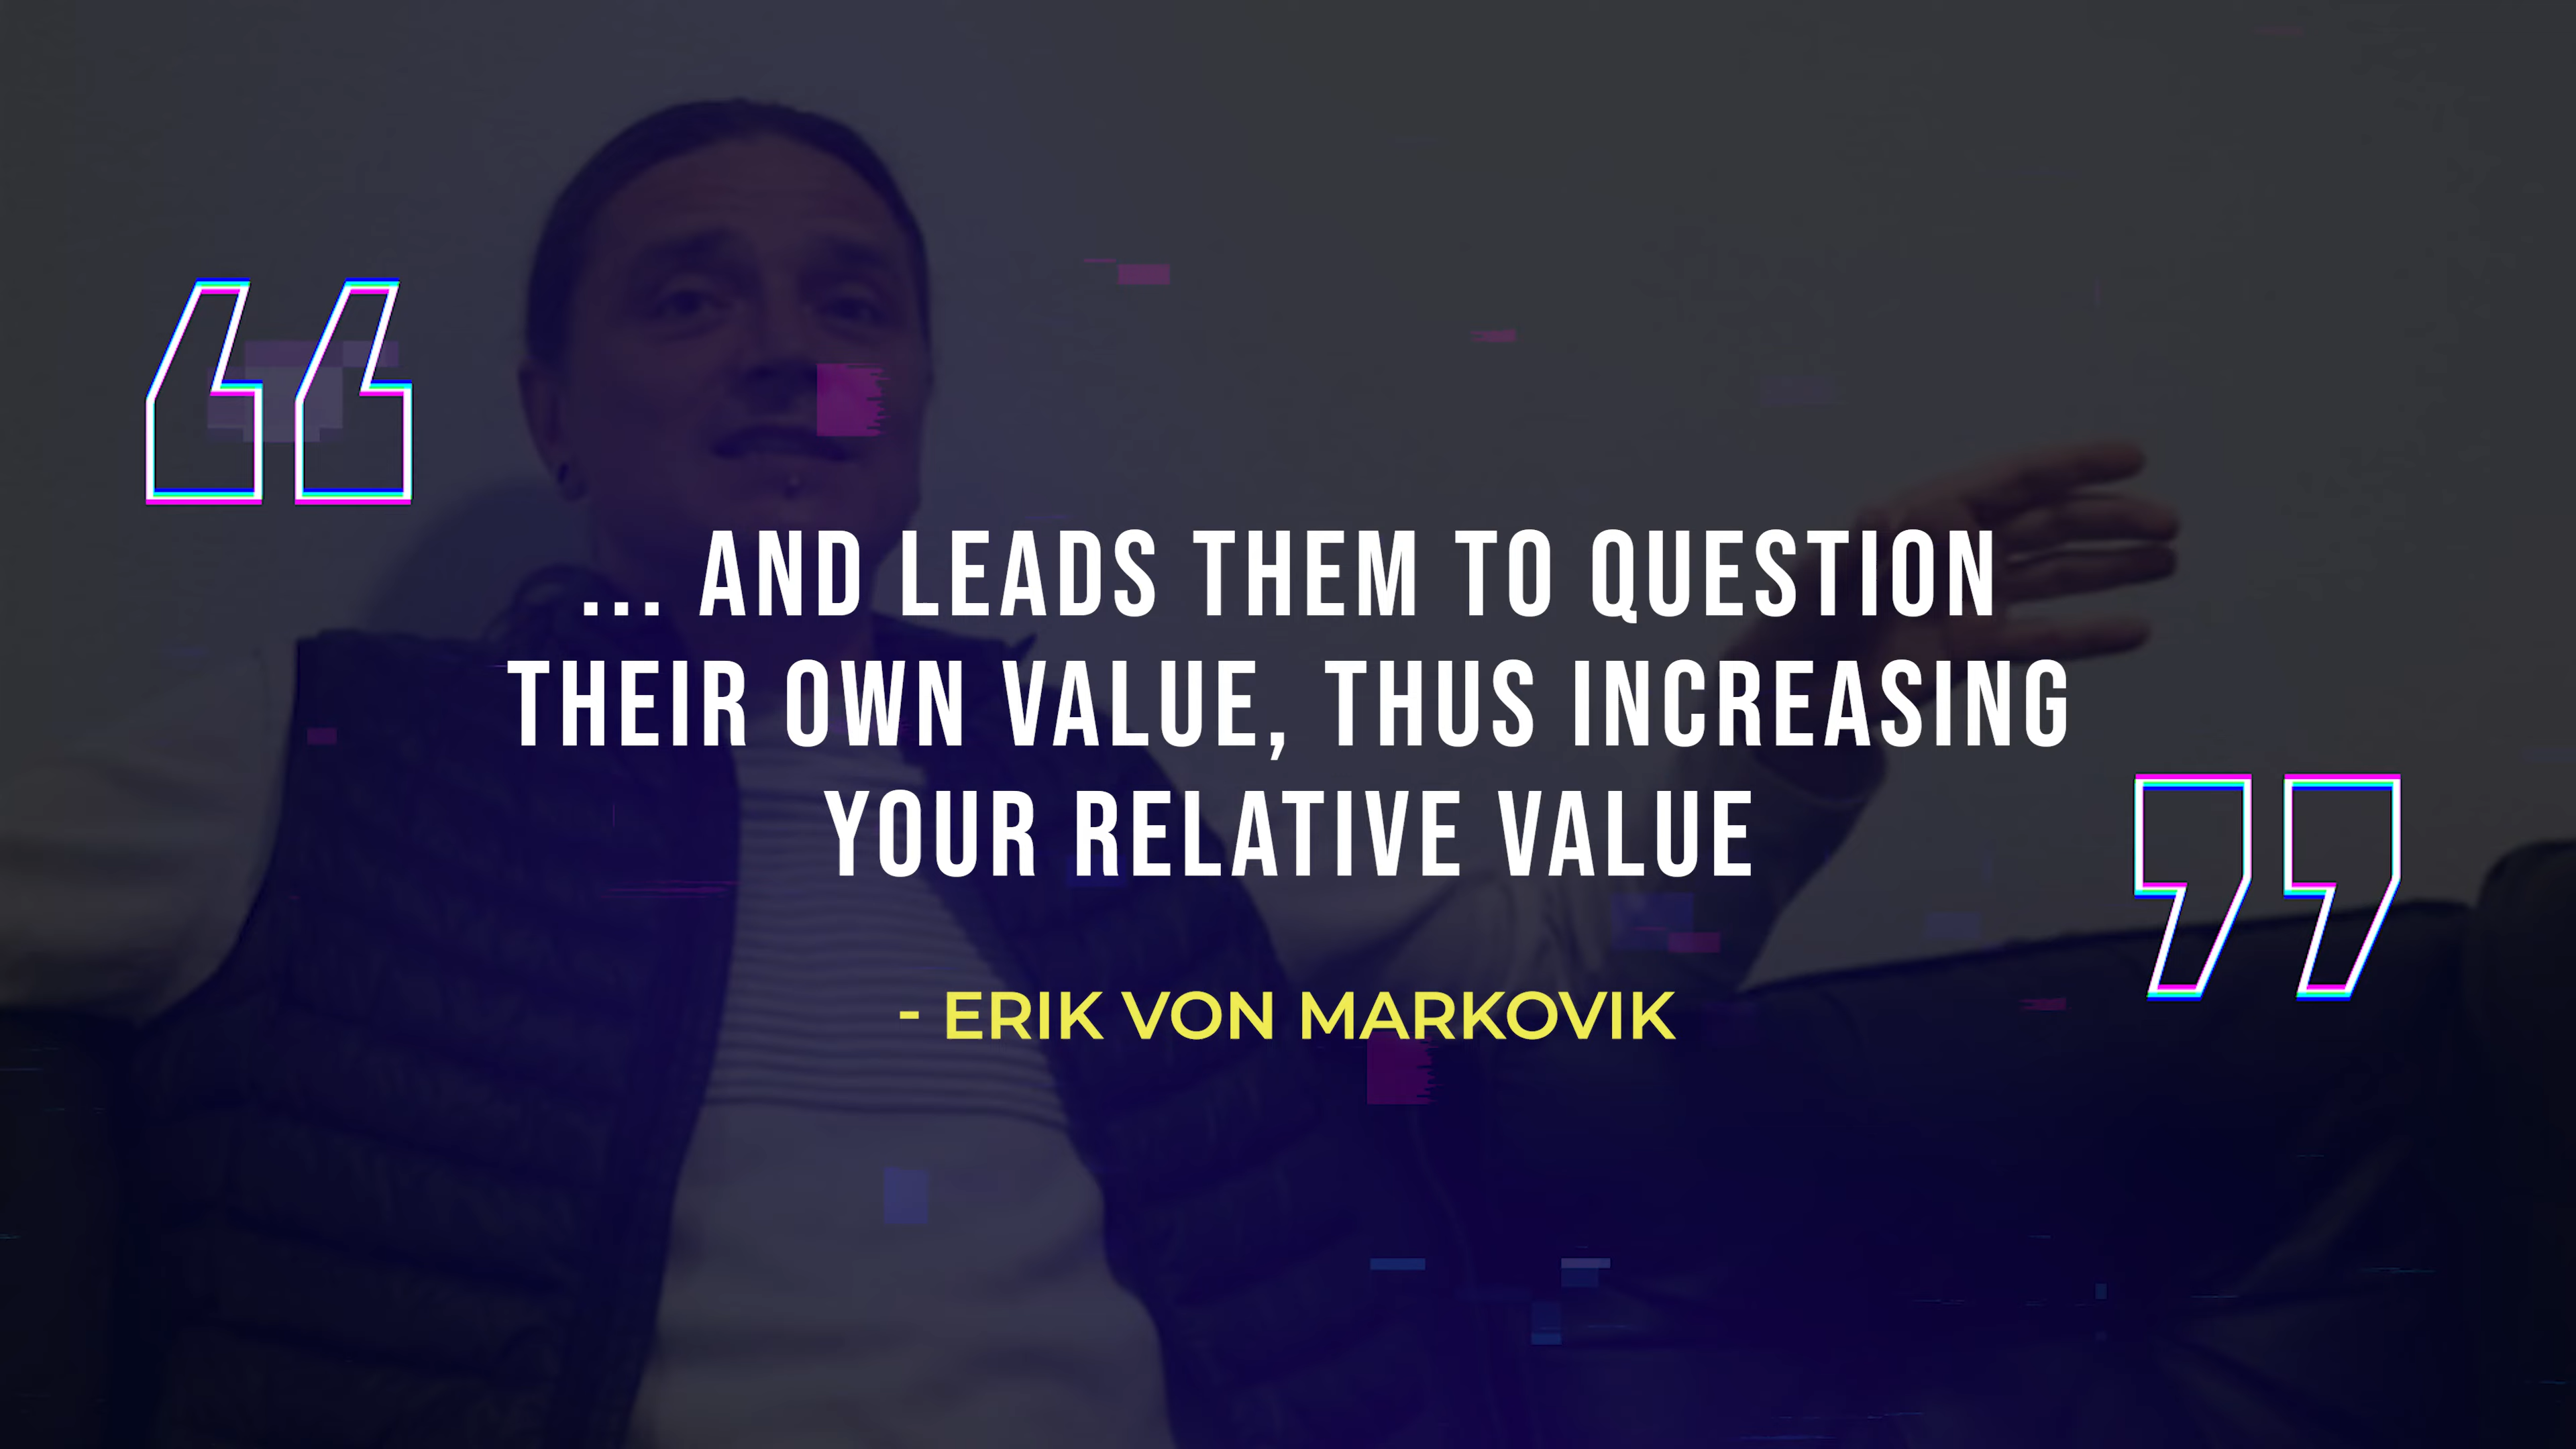 ... AND LEADS THEM TO QUESTION
THEIR OWN VALUE, THUS INCREASING
YOUR RELATIVE VALUE
- ERIK VON MARKOVIK